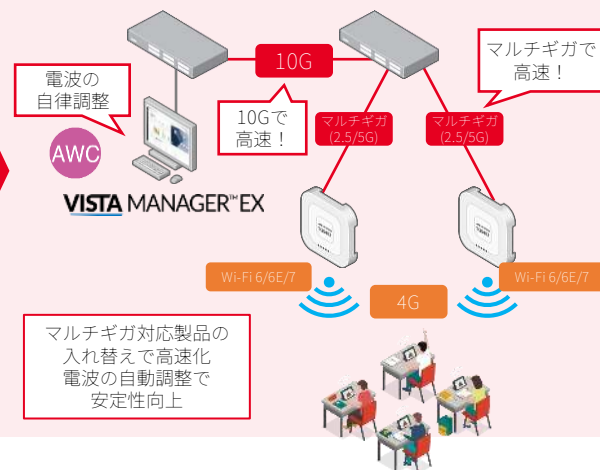 10G
マルチギガで
高速！
電波の
自律調整
10Gで
高速！
マルチギガ
(2.5/5G)
マルチギガ
(2.5/5G)
AWC
VISTA MANAGER™EX
Wi-Fi 6/6E/7
Wi-Fi 6/6E/7
4G
マルチギガ対応製品の
入れ替えで高速化
電波の自動調整で
安定性向上